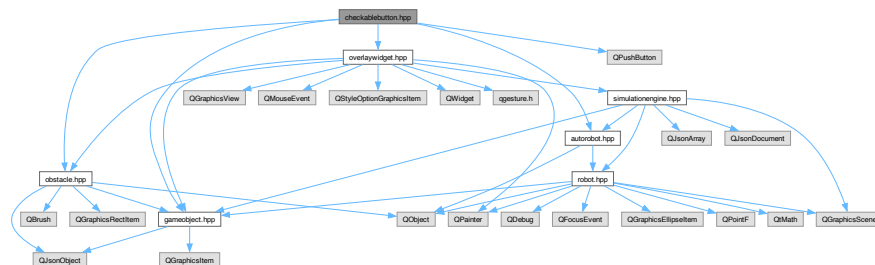 checkablebutton.hpp
overlaywidget.hpp
QPushButton
QGraphicsView
QMouseEvent
QStyleOptionGraphicsItem
QWidget
qgesture.h
simulationengine.hpp
autorobot.hpp
QJsonArray
QJsonDocument
obstacle.hpp
robot.hpp
QBrush
QGraphicsRectItem
gameobject.hpp
QObject
QPainter
QDebug
QFocusEvent
QGraphicsEllipseItem
QPointF
QtMath
QGraphicsScene
QJsonObject
QGraphicsItem